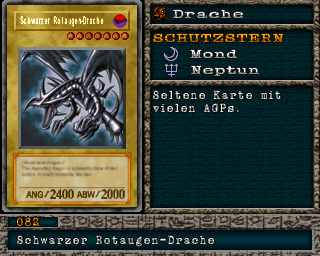 Schwarzer Rotaugen-Drache
ANG/2400 ABW/2000
Drache
SCHUTZSTERN
Mond
Neptun
Seltene Karte mit
vielen AGPs.
082
Schwarzer Rotaugen-Drache